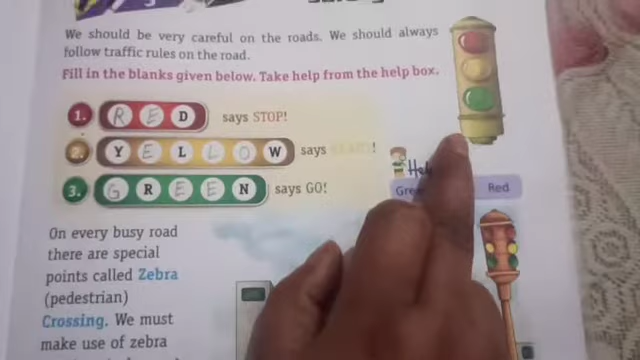 We should be very careful on the roads. We should always
follow traffic rules on the road.
Fill in the blanks given below. Take help from the help box.
1. RED says STOP!
2. YELLOW says READY!
3. GREEN says GO!
Red
On every busy road
there are special
points called Zebra
(pedestrian)
Crossing. We must
make use of zebra